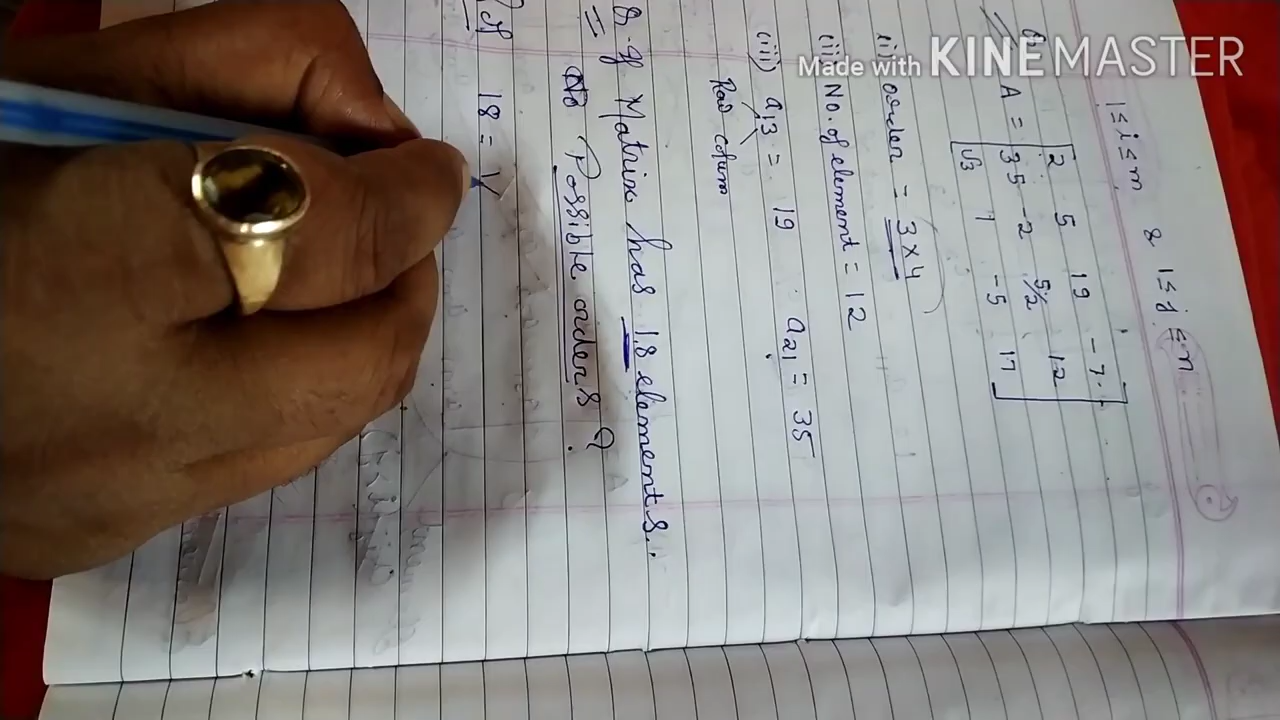 Made with KINEMASTER
1 ≤ i ≤ m & 1 ≤ j ≤ n
A = 2 5 19 -7
35 -2 5/2 12
√3 1 -5 17
(i) order = 3×4
(ii) No. of element = 12
(iii) a13 = 19 a21 = 35
Row colum
Q. If Matrix has 18 elements.
No Possible orders ?
18 =